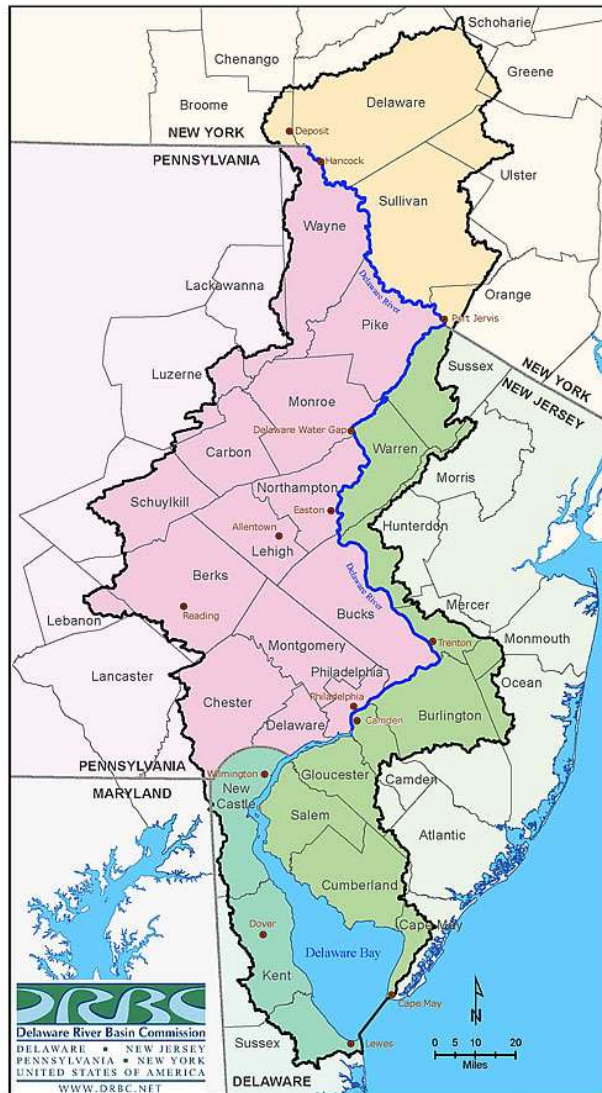 Schoharie
Chenango
Greene
Delaware
Broome
Deposit
NEW YORK
PENNSYLVANIA
Hancock
Ulster
Sullivan
Wayne
Lackawanna
Delaware River
Orange
Port Jervis
Pike
Sussex
NEW YORK
NEW JERSEY
Luzerne
Monroe
Delaware Water Gap
Warren
Carbon
Morris
Northampton
Schuylkill
Easton
Hunterdon
Allentown
Lehigh
Delaware River
Berks
Reading
Bucks
Mercer
Lebanon
Trenton
Monmouth
Montgomery
Lancaster
Philadelphia
Ocean
Chester
Philadelphia
Burlington
Delaware
Camden
PENNSYLVANIA
MARYLAND
Wilmington
Gloucester
New
Castle
Camden
Salem
Atlantic
Cumberland
Cape May
Dover
Delaware Bay
Kent
Cape May
N
DRBC
Delaware River Basin Commission
DELAWARE • NEW JERSEY
PENNSYLVANIA • NEW YORK
UNITED STATES OF AMERICA
WWW.DRBC.NET
Sussex
Lewes
DELAWARE
20 10 0 20
Miles